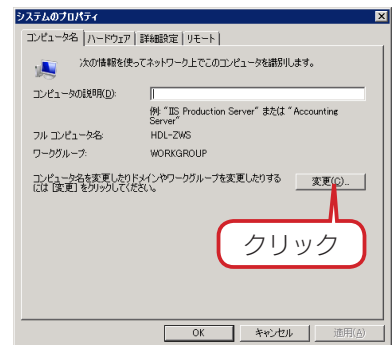 システムのプロパティ
コンピュータ名 ハードウェア 詳細設定 リモート
次の情報を使ってネットワーク上でこのコンピュータを識別します。
コンピュータの説明(D):
例: "IIS Production Server" または "Accounting
Server"
フル コンピュータ名: HDL-ZWS
ワークグループ: WORKGROUP
コンピュータ名を変更したりドメインやワークグループを変更したりする
には [変更] をクリックしてください。
変更(C)...
クリック
OK キャンセル 適用(A)